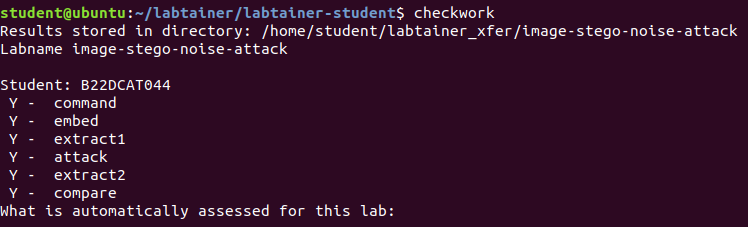 student@ubuntu:~/labtainer/labtainer-student$ checkwork
Results stored in directory: /home/student/labtainer_xfer/image-stego-noise-attack
Labname image-stego-noise-attack
Student: B22DCAT044
Y - command
Y - embed
Y - extract1
Y - attack
Y - extract2
Y - compare
What is automatically assessed for this lab: